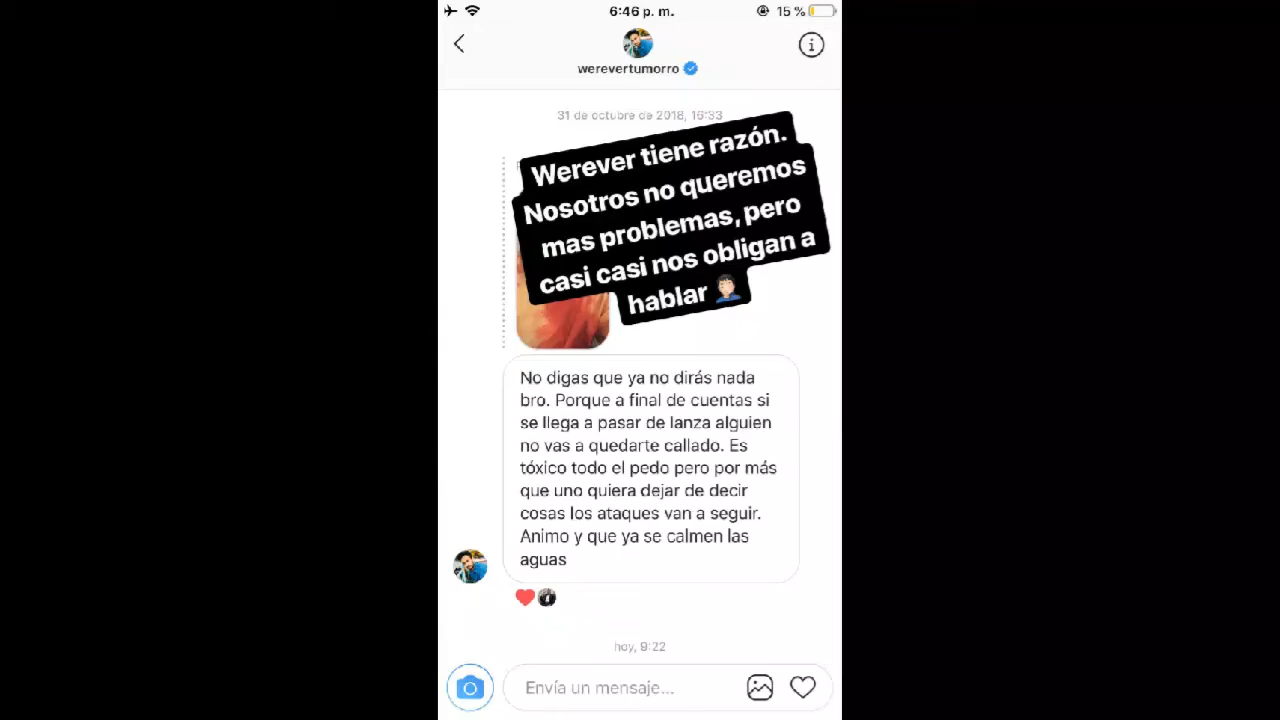 6:46 p. m.
15 %
werevertumorro
31 de octubre de 2018, 16:33
Werever tiene razón.
Nosotros no queremos
mas problemas, pero
casi casi nos obligan a
hablar
No digas que ya no dirás nada
bro. Porque a final de cuentas si
se llega a pasar de lanza alguien
no vas a quedarte callado. Es
tóxico todo el pedo pero por más
que uno quiera dejar de decir
cosas los ataques van a seguir.
Animo y que ya se calmen las
aguas
hoy, 9:22
Envía un mensaje...